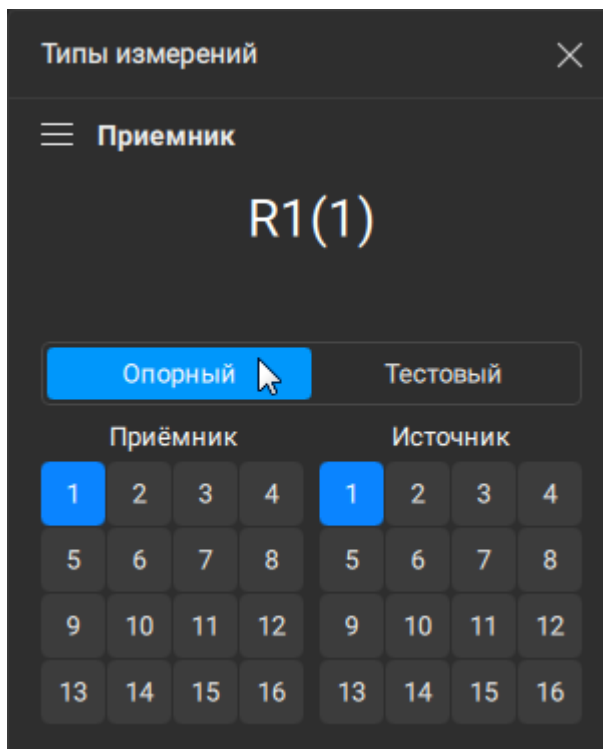 Типы измерений
Приемник
R1(1)
Опорный Тестовый
Приёмник Источник
1 2 3 4 1 2 3 4
5 6 7 8 5 6 7 8
9 10 11 12 9 10 11 12
13 14 15 16 13 14 15 16